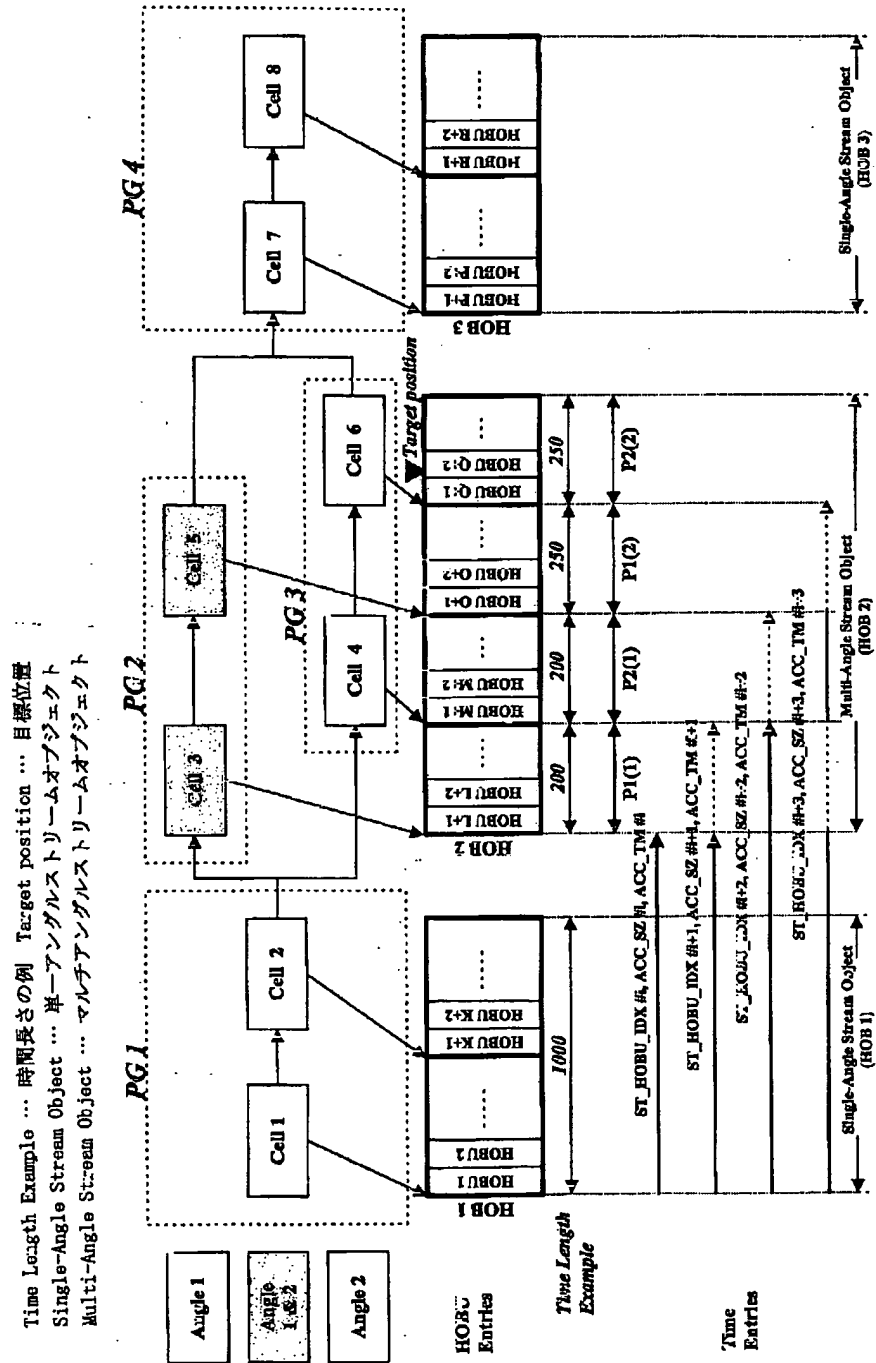 Time Length Example … 時間長さの例 Target position … 目標位置
Single-Angle Stream Object … 単一アングルストリームオブジェクト
Multi-Angle Stream Object … マルチアングルストリームオブジェクト
Angle 1
Angle
1 & 2
Angle 2
PG 1
Cell 1
Cell 2
PG 2
Cell 3
Cell 5
PG 3
Cell 4
Cell 6
PG 4
Cell 7
Cell 8
Target position
HOBU
Entries
HOB 1
HOBU 1
HOBU 2
......
HOBU K+1
HOBU K+2
......
HOB 2
HOBU L+1
HOBU L+2
...
HOBU M+1
HOBU M+2
...
HOBU O+1
HOBU O+2
...
HOBU Q+1
HOBU Q+2
...
HOB 3
HOBU P+1
HOBU P+2
......
HOBU R+1
HOBU R+2
......
Time Length
Example
1000
200
200
250
250
P1(1)
P2(1)
P1(2)
P2(2)
Time
Entries
ST_HOBU_IDX #i, ACC_SZ #i, ACC_TM #i
ST_HOBU_IDX #i+1, ACC_SZ #i+1, ACC_TM #i+1
ST_HOBU_IDX #i+2, ACC_SZ #i+2, ACC_TM #i+2
ST_HOBU_IDX #i+3, ACC_SZ #i+3, ACC_TM #i+3
Single-Angle Stream Object
(HOB 1)
Multi-Angle Stream Object
(HOB 2)
Single-Angle Stream Object
(HOB 3)